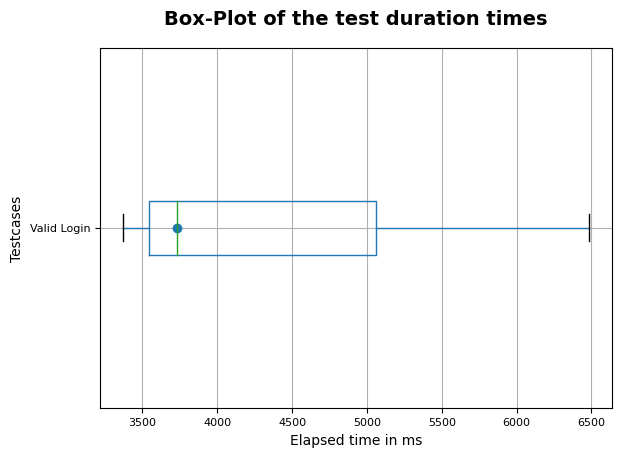 Box-Plot of the test duration times
Testcases
Valid Login
3500 4000 4500 5000 5500 6000 6500
Elapsed time in ms